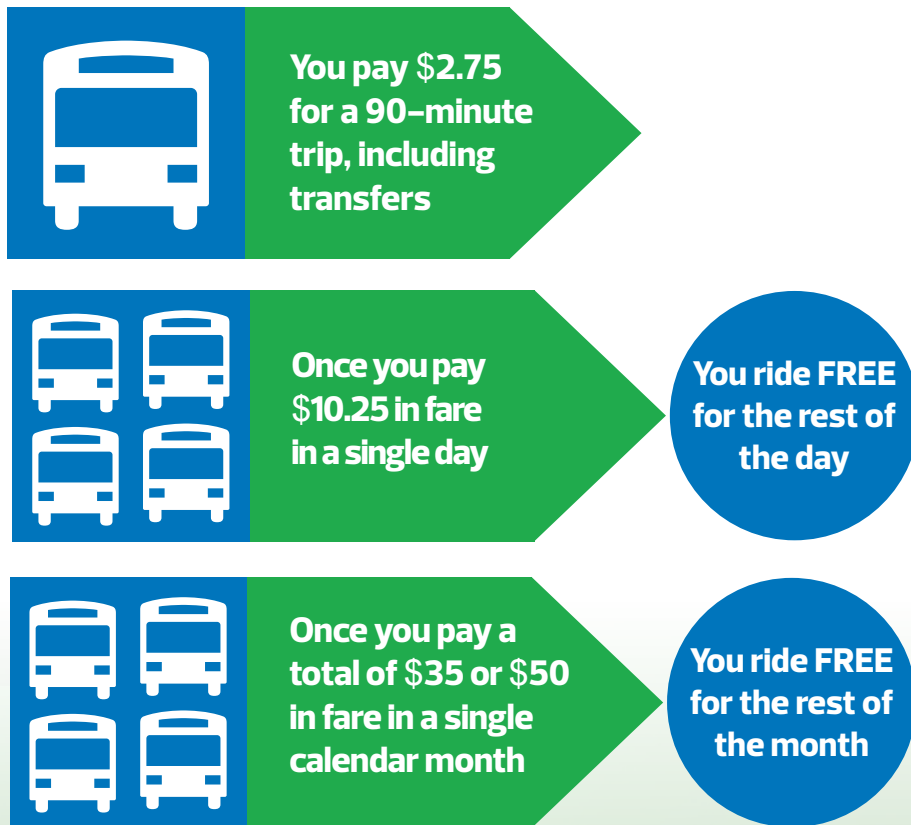 You pay $2.75
for a 90-minute
trip, including
transfers
Once you pay
$10.25 in fare
in a single day
You ride FREE
for the rest of
the day
Once you pay a
total of $35 or $50
in fare in a single
calendar month
You ride FREE
for the rest of
the month